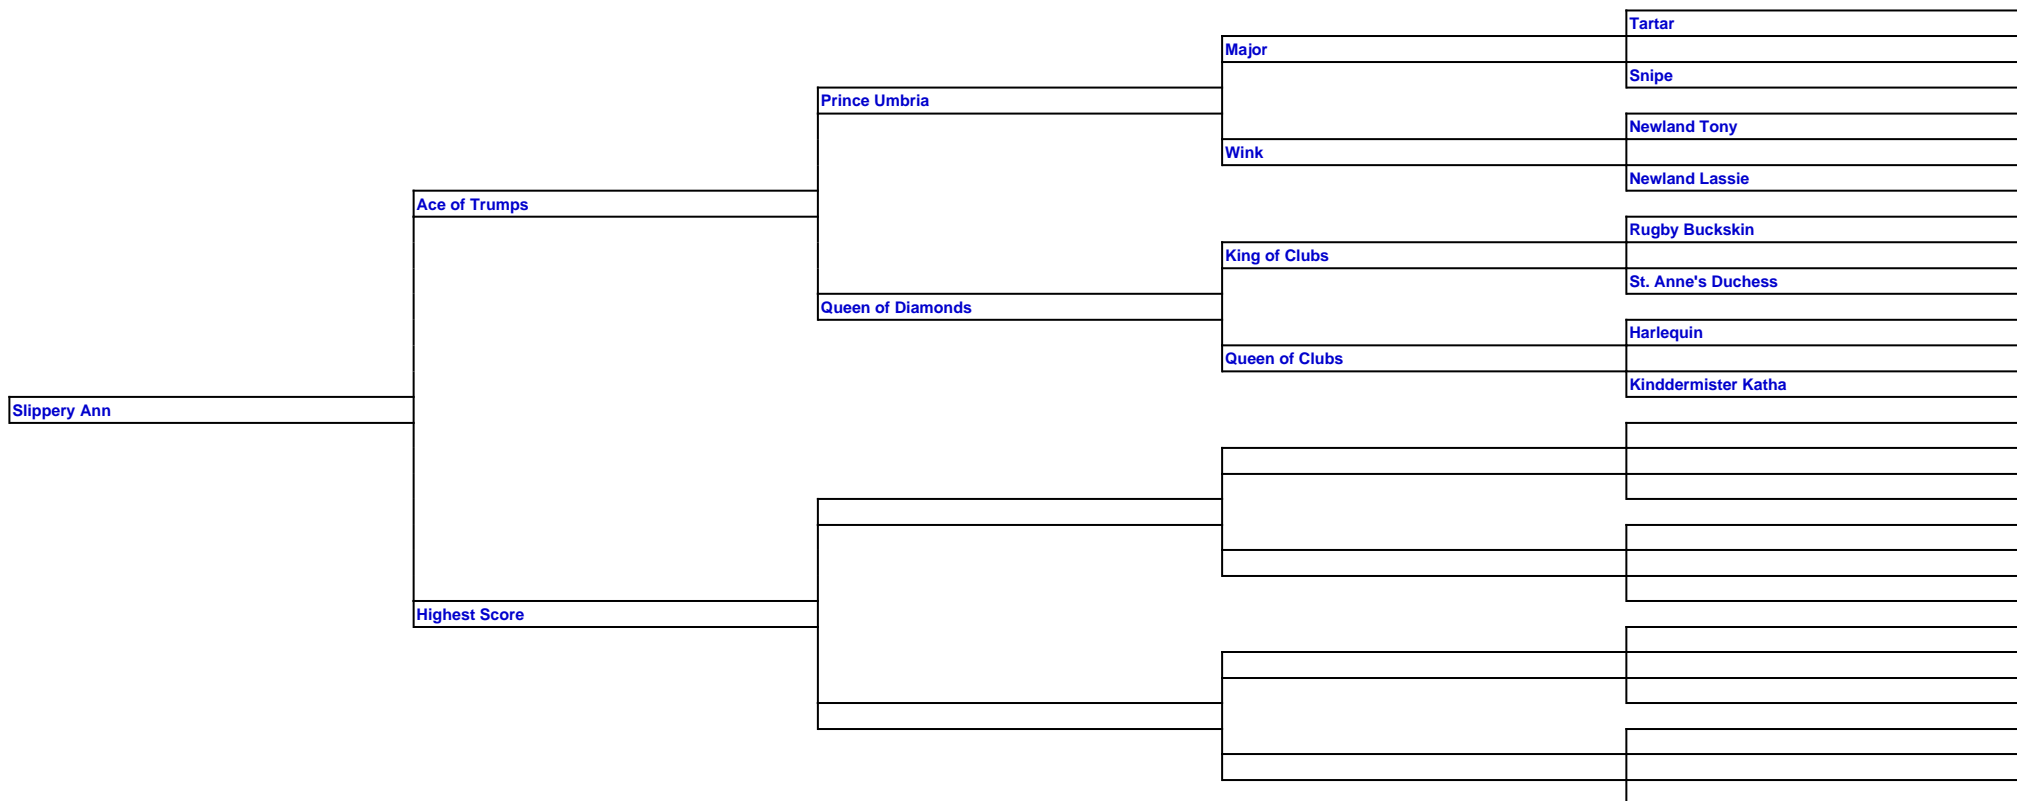 Tartar
Major
Snipe
Prince Umbria
Newland Tony
Wink
Newland Lassie
Ace of Trumps
Rugby Buckskin
King of Clubs
St. Anne's Duchess
Queen of Diamonds
Harlequin
Queen of Clubs
Kinddermister Katha
Slippery Ann
Highest Score